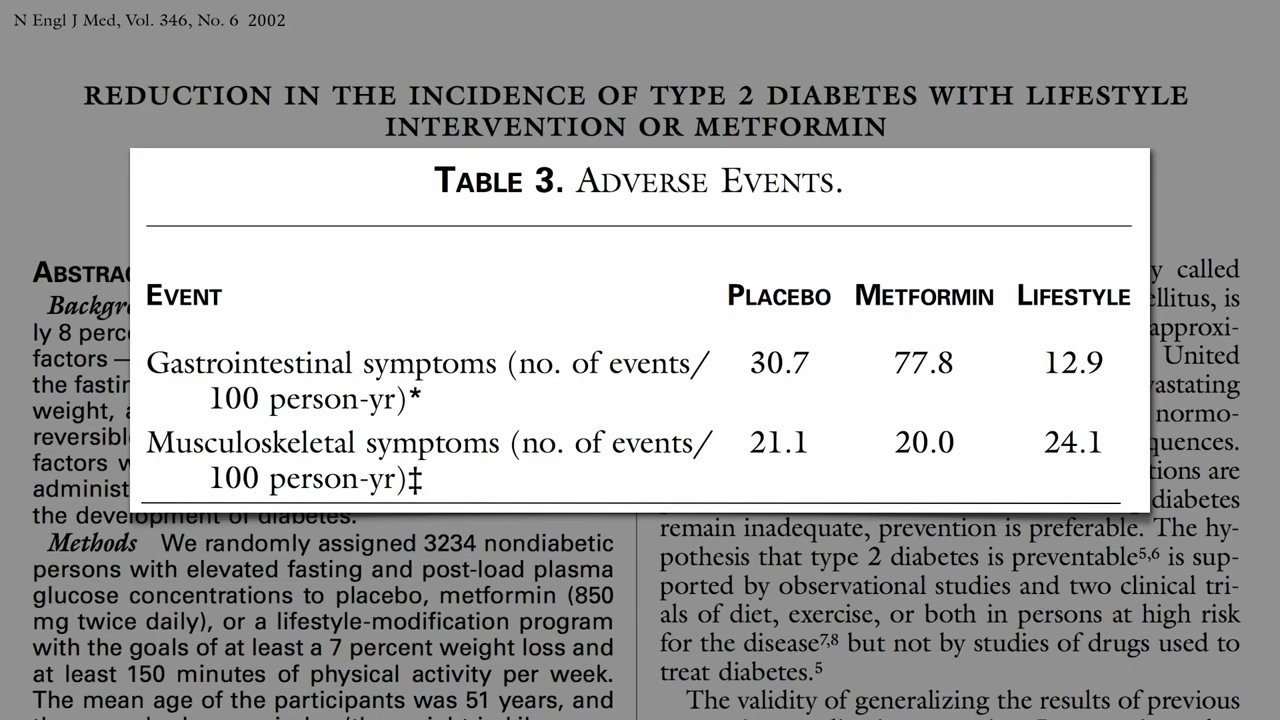 N Engl J Med, Vol. 346, No. 6 2002
REDUCTION IN THE INCIDENCE OF TYPE 2 DIABETES WITH LIFESTYLE
INTERVENTION OR METFORMIN
TABLE 3. ADVERSE EVENTS.
EVENT PLACEBO METFORMIN LIFESTYLE
Gastrointestinal symptoms (no. of events/ 30.7 77.8 12.9
100 person-yr)*
Musculoskeletal symptoms (no. of events/ 21.1 20.0 24.1
100 person-yr)‡
ABSTRA
Backgr
ly 8 perc
factors —
the fastin
weight,
reversibl
factors w
administ
the development of diabetes.
Methods We randomly assigned 3234 nondiabetic
persons with elevated fasting and post-load plasma
glucose concentrations to placebo, metformin (850
mg twice daily), or a lifestyle-modification program
with the goals of at least a 7 percent weight loss and
at least 150 minutes of physical activity per week.
The mean age of the participants was 51 years, and
y called
ellitus, is
approxi-
United
vastating
normo-
quences.
tions are
diabetes
remain inadequate, prevention is preferable. The hy-
pothesis that type 2 diabetes is preventable5,6 is sup-
ported by observational studies and two clinical tri-
als of diet, exercise, or both in persons at high risk
for the disease7,8 but not by studies of drugs used to
treat diabetes.5
The validity of generalizing the results of previous